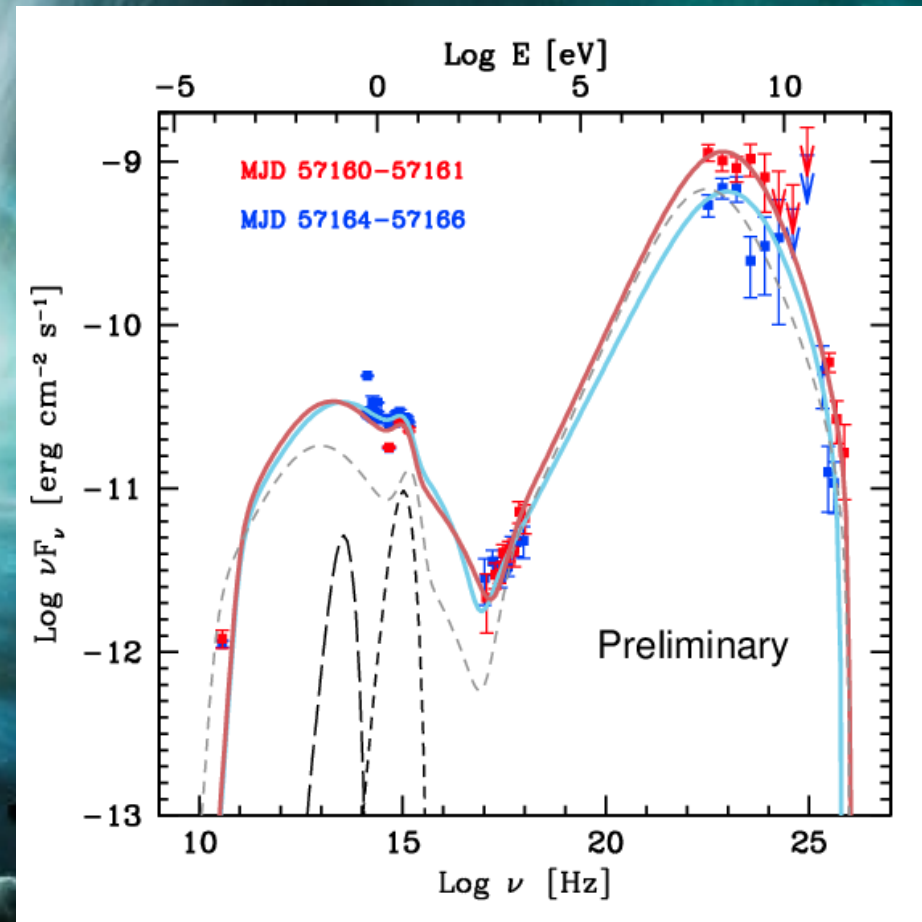 Log E [eV]
−5 0 5 10
MJD 57160−57161
MJD 57164−57166
Log νFν [erg cm⁻² s⁻¹]
−9
−10
−11
−12
−13
Preliminary
10 15 20 25
Log ν [Hz]